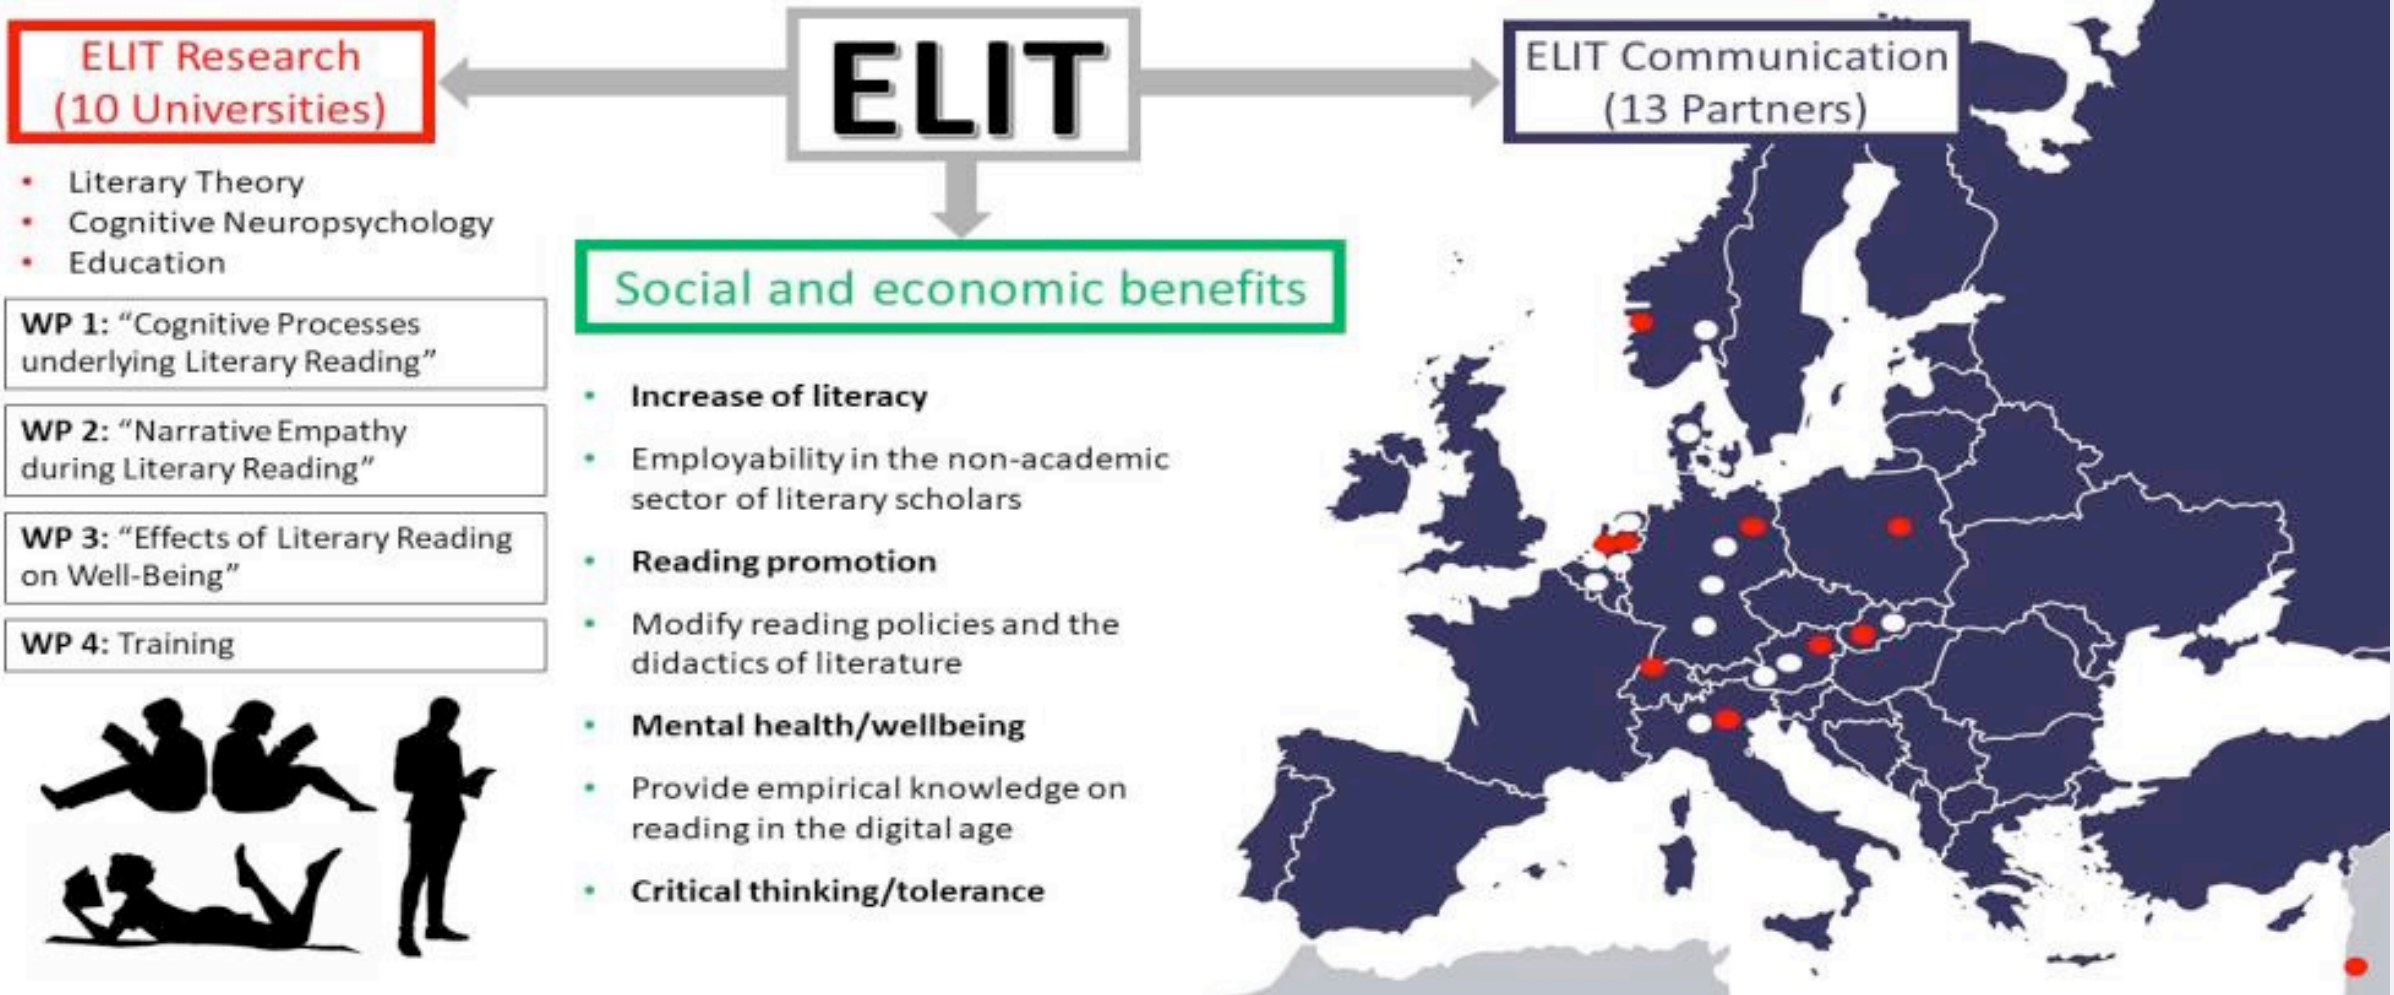 ELIT
ELIT Research
(10 Universities)
• Literary Theory
• Cognitive Neuropsychology
• Education
WP 1: “Cognitive Processes
underlying Literary Reading”
WP 2: “Narrative Empathy
during Literary Reading”
WP 3: “Effects of Literary Reading
on Well-Being”
WP 4: Training
Social and economic benefits
• Increase of literacy
• Employability in the non-academic
sector of literary scholars
• Reading promotion
• Modify reading policies and the
didactics of literature
• Mental health/wellbeing
• Provide empirical knowledge on
reading in the digital age
• Critical thinking/tolerance
ELIT Communication
(13 Partners)